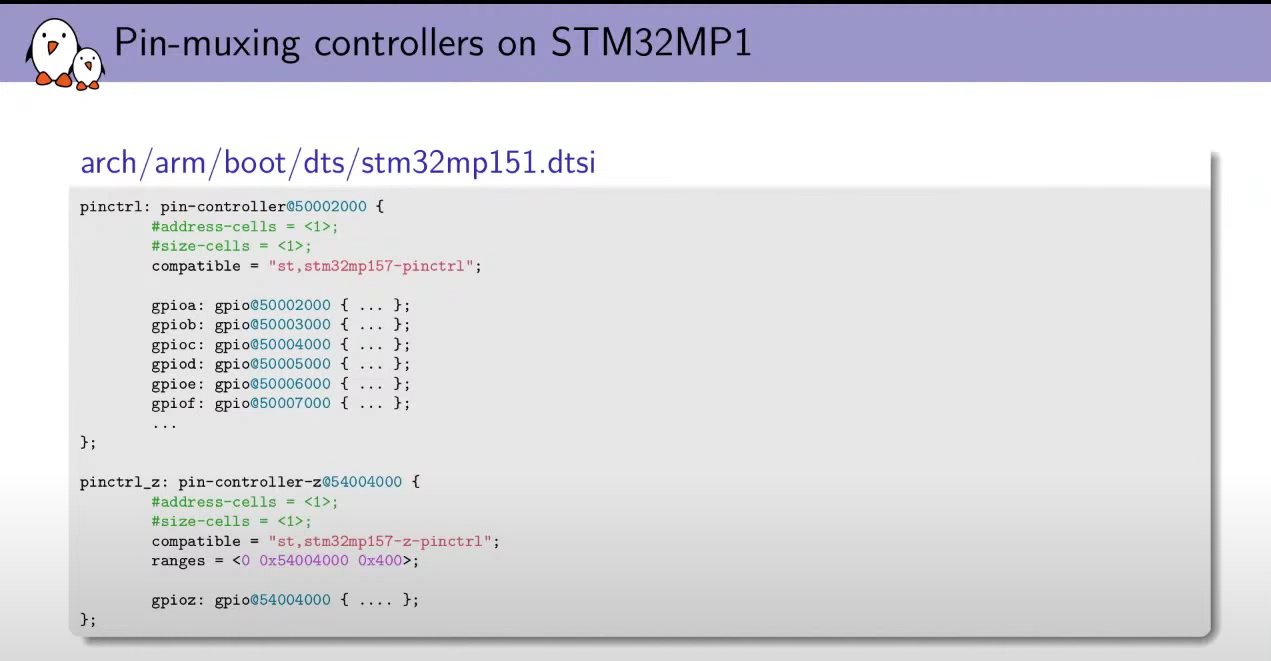 Pin-muxing controllers on STM32MP1
arch/arm/boot/dts/stm32mp151.dtsi
pinctrl: pin-controller@50002000 {
#address-cells = <1>;
#size-cells = <1>;
compatible = "st,stm32mp157-pinctrl";
gpioa: gpio@50002000 { ... };
gpiob: gpio@50003000 { ... };
gpioc: gpio@50004000 { ... };
gpiod: gpio@50005000 { ... };
gpioe: gpio@50006000 { ... };
gpiof: gpio@50007000 { ... };
...
};
pinctrl_z: pin-controller-z@54004000 {
#address-cells = <1>;
#size-cells = <1>;
compatible = "st,stm32mp157-z-pinctrl";
ranges = <0 0x54004000 0x400>;
gpioz: gpio@54004000 { .... };
};